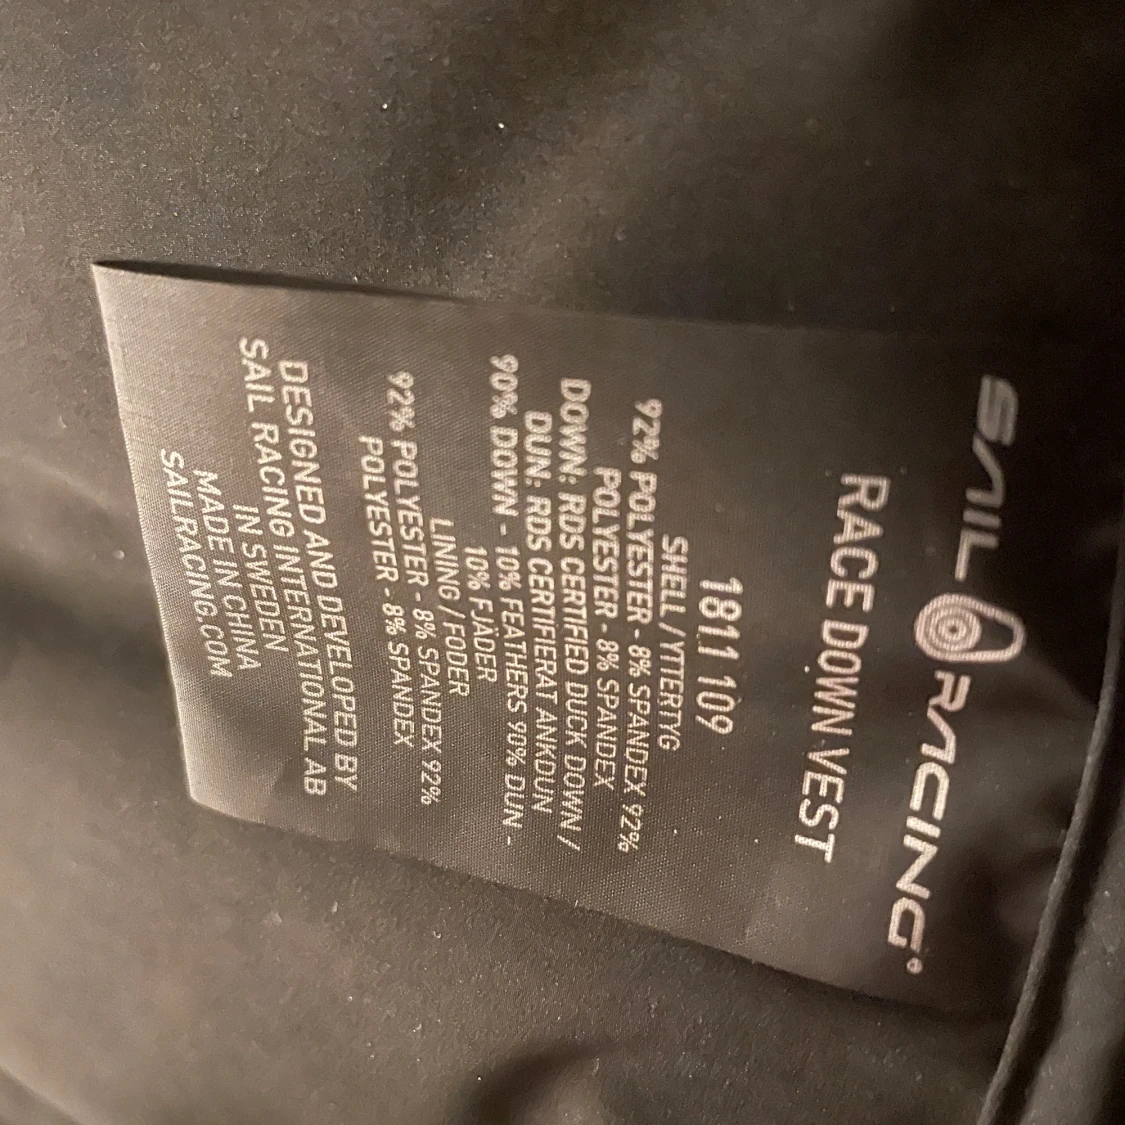 SAIL RACING®
RACE DOWN VEST
1811 109
SHELL / YTTERTYG
92% POLYESTER - 8% SPANDEX 92%
POLYESTER - 8% SPANDEX
DOWN: RDS CERTIFIED DUCK DOWN /
DUN: RDS CERTIFIERAT ANKDUN
90% DOWN - 10% FEATHERS 90% DUN -
10% FJÄDER
LINING / FODER
92% POLYESTER - 8% SPANDEX 92%
POLYESTER - 8% SPANDEX
DESIGNED AND DEVELOPED BY
SAIL RACING INTERNATIONAL AB
IN SWEDEN
MADE IN CHINA
SAILRACING.COM